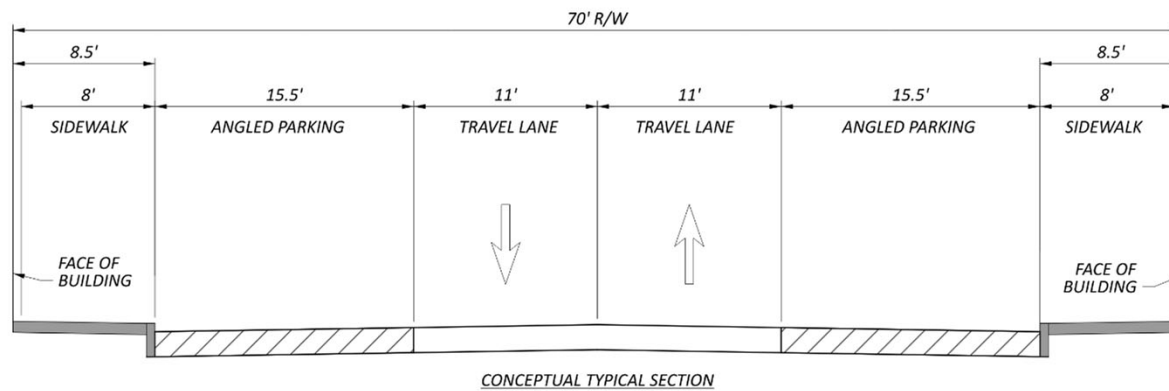 70' R/W
8.5'
8.5'
8'
15.5'
11'
11'
15.5'
8'
SIDEWALK
ANGLED PARKING
TRAVEL LANE
TRAVEL LANE
ANGLED PARKING
SIDEWALK
FACE OF
BUILDING
FACE OF
BUILDING
CONCEPTUAL TYPICAL SECTION